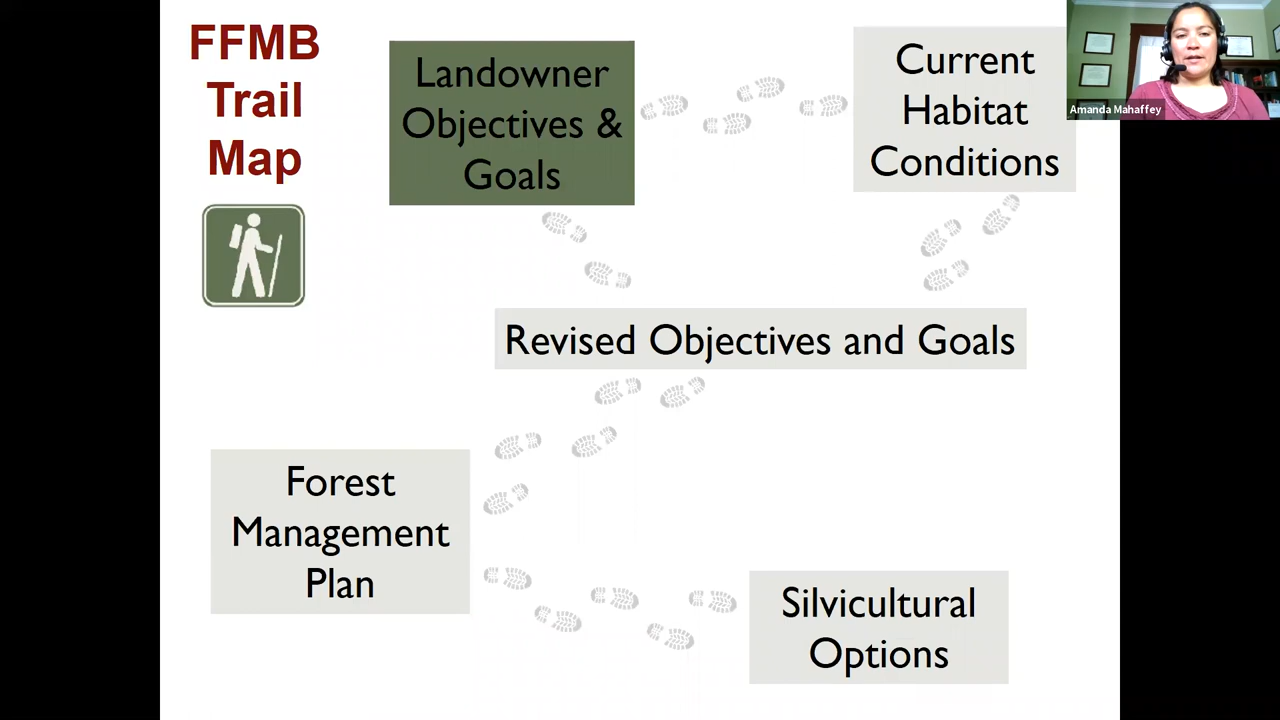 FFMB
Trail
Map
Landowner
Objectives &
Goals
Current
Habitat
Conditions
Amanda Mahaffey
Revised Objectives and Goals
Forest
Management
Plan
Silvicultural
Options